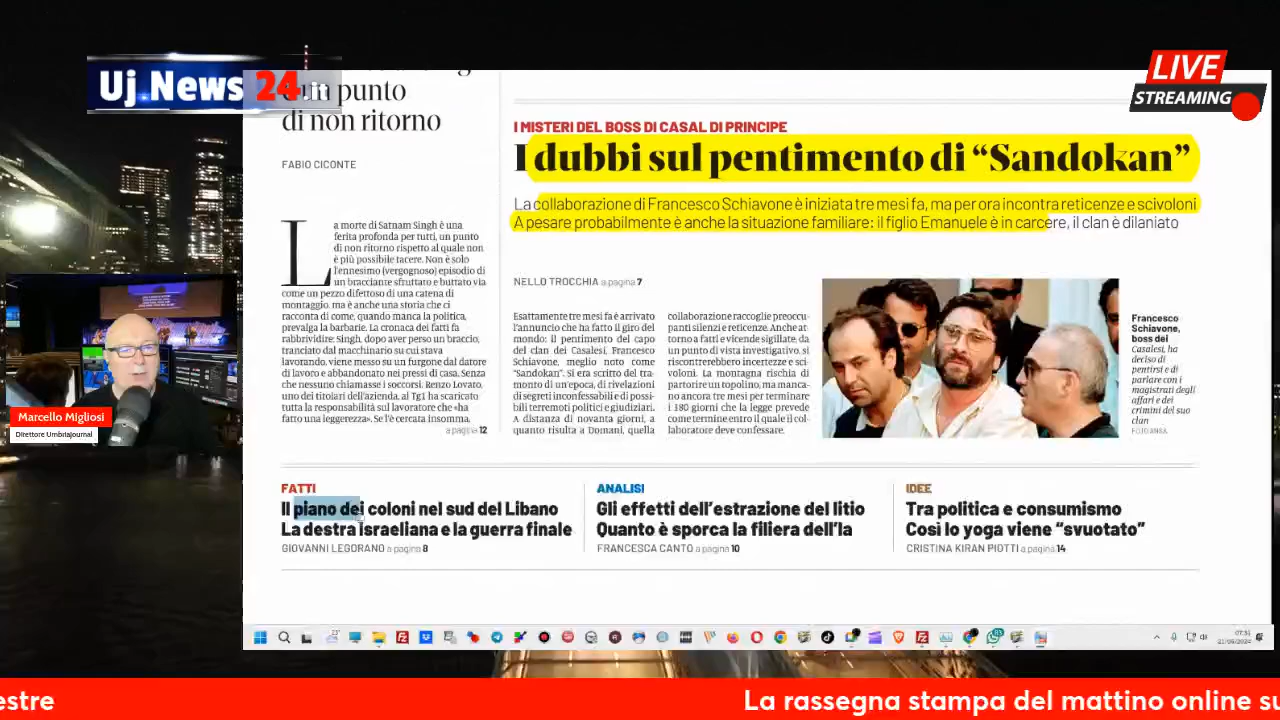 Uj.News 24.it
LIVE
STREAMING
punto
di non ritorno
FABIO CICONTE
La morte di Satnam Singh è una
ferita profonda per tutti, un punto
di non ritorno rispetto al quale non
è più possibile tacere. Non è solo
l'ennesimo (vergognoso) episodio di
un bracciante sfruttato e buttato via
come un pezzo difettoso di una catena di
montaggio, ma è anche una storia che ci
racconta di come, quando manca la politica,
prevalga la barbarie. La cronaca dei fatti fa
rabbrividire: Singh, dopo aver perso un braccio,
tranciato dal macchinario su cui stava
lavorando, viene messo su un furgone dal datore
di lavoro e abbandonato nei pressi di casa. Senza
che nessuno chiamasse i soccorsi. Renzo Lovato,
uno dei titolari dell'azienda, al Tg1 ha scaricato
tutta la responsabilità sul lavoratore che «ha
fatto una leggerezza». Se l'è cercata insomma.
a pagina 12
I MISTERI DEL BOSS DI CASAL DI PRINCIPE
I dubbi sul pentimento di “Sandokan”
La collaborazione di Francesco Schiavone è iniziata tre mesi fa, ma per ora incontra reticenze e scivoloni
A pesare probabilmente è anche la situazione familiare: il figlio Emanuele è in carcere, il clan è dilaniato
NELLO TROCCHIA a pagina 7
Esattamente tre mesi fa è arrivato
l'annuncio che ha fatto il giro del
mondo: il pentimento del capo
del clan dei Casalesi, Francesco
Schiavone, meglio noto come
“Sandokan”. Si era scritto del tra-
monto di un'epoca, di rivelazioni
di segreti inconfessabili e di possi-
bili terremoti politici e giudiziari.
A distanza di novanta giorni, a
quanto risulta a Domani, quella
collaborazione raccoglie preoccu-
panti silenzi e reticenze. Anche at-
torno a fatti e vicende sigillate, da
un punto di vista investigativo, si
riscontrerebbero incertezze e sci-
voloni. La montagna rischia di
partorire un topolino, ma manca-
no ancora tre mesi per terminare
i 180 giorni che la legge prevede
come termine entro il quale il col-
laboratore deve confessare.
Francesco
Schiavone,
boss dei
Casalesi, ha
deciso di
pentirsi e di
parlare con i
magistrati degli
affari e dei
crimini del suo
clan
FOTO ANSA
Marcello Migliosi
Direttore UmbriaJournal
FATTI
Il piano dei coloni nel sud del Libano
La destra israeliana e la guerra finale
GIOVANNI LEGORANO a pagina 8
ANALISI
Gli effetti dell’estrazione del litio
Quanto è sporca la filiera dell’Ia
FRANCESCA CANTO a pagina 10
IDEE
Tra politica e consumismo
Così lo yoga viene “svuotato”
CRISTINA KIRAN PIOTTI a pagina 14
estre
La rassegna stampa del mattino online su